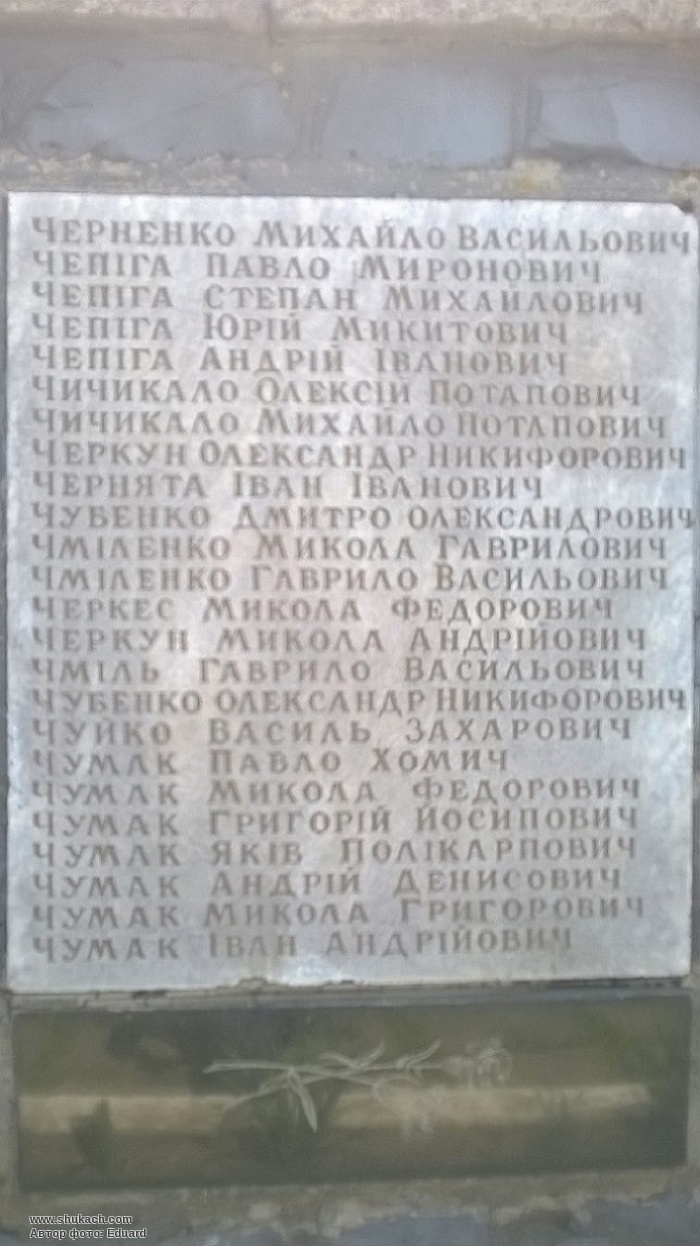 ЧЕРНЕНКО МИХАЙЛО ВАСИЛЬОВИЧ
ЧЕПІГА ПАВЛО МИРОНОВИЧ
ЧЕПІГА СТЕПАН МИХАЙЛОВИЧ
ЧЕПІГА ЮРІЙ МИКИТОВИЧ
ЧЕПІГА АНДРІЙ ІВАНОВИЧ
ЧИЧИКАЛО ОЛЕКСІЙ ПОТАПОВИЧ
ЧИЧИКАЛО МИХАЙЛО ПОТАПОВИЧ
ЧЕРКУН ОЛЕКСАНДР НИКИФОРОВИЧ
ЧЕРНЯТА ІВАН ІВАНОВИЧ
ЧУБЕНКО ДМИТРО ОЛЕКСАНДРОВИЧ
ЧМІЛЕНКО МИКОЛА ГАВРИЛОВИЧ
ЧМІЛЕНКО ГАВРИЛО ВАСИЛЬОВИЧ
ЧЕРКЕС МИКОЛА ФЕДОРОВИЧ
ЧЕРКУН МИКОЛА АНДРІЙОВИЧ
ЧМІЛЬ ГАВРИЛО ВАСИЛЬОВИЧ
ЧУБЕНКО ОЛЕКСАНДР НИКИФОРОВИЧ
ЧУЙКО ВАСИЛЬ ЗАХАРОВИЧ
ЧУМАК ПАВЛО ХОМИЧ
ЧУМАК МИКОЛА ФЕДОРОВИЧ
ЧУМАК ГРИГОРІЙ ЙОСИПОВИЧ
ЧУМАК ЯКІВ ПОЛІКАРПОВИЧ
ЧУМАК АНДРІЙ ДЕНИСОВИЧ
ЧУМАК МИКОЛА ГРИГОРОВИЧ
ЧУМАК ІВАН АНДРІЙОВИЧ
www.shukach.com
Автор фото: Eduard